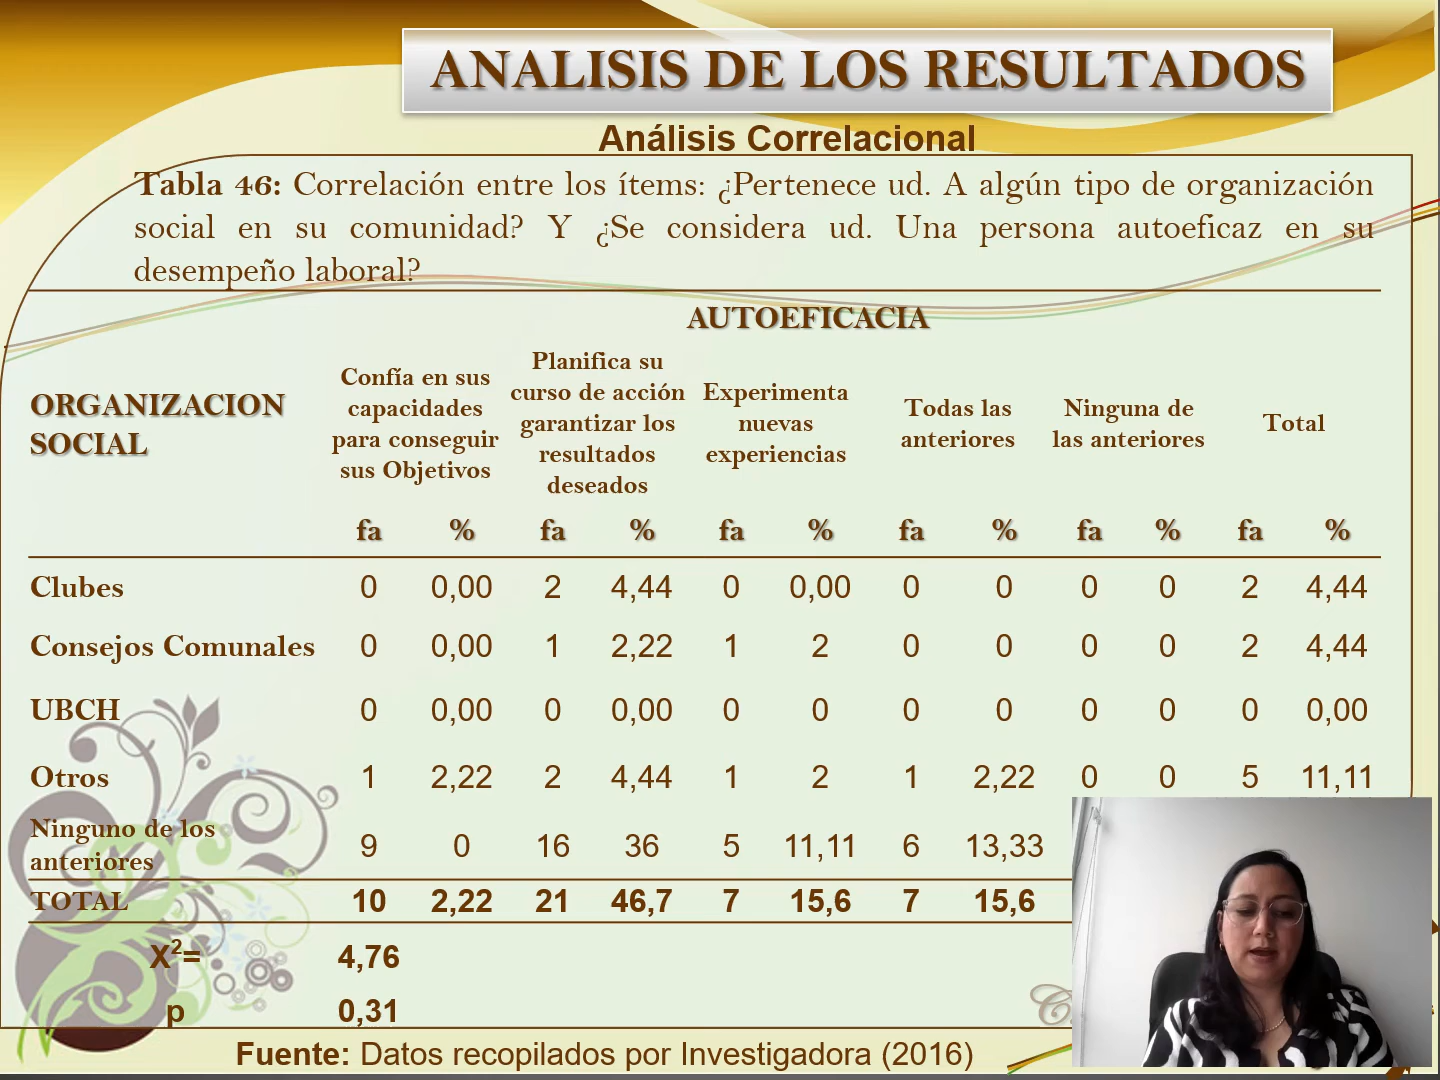 ANALISIS DE LOS RESULTADOS
Análisis Correlacional
Tabla 46: Correlación entre los ítems: ¿Pertenece ud. A algún tipo de organización
social en su comunidad? Y ¿Se considera ud. Una persona autoeficaz en su
desempeño laboral?
AUTOEFICACIA
ORGANIZACION
SOCIAL
Confía en sus
capacidades
para conseguir
sus Objetivos
Planifica su
curso de acción
garantizar los
resultados
deseados
Experimenta
nuevas
experiencias
Todas las
anteriores
Ninguna de
las anteriores
Total
fa % fa % fa % fa % fa % fa %
Clubes 0 0,00 2 4,44 0 0,00 0 0 0 0 2 4,44
Consejos Comunales 0 0,00 1 2,22 1 2 0 0 0 0 2 4,44
UBCH 0 0,00 0 0,00 0 0 0 0 0 0 0 0,00
Otros 1 2,22 2 4,44 1 2 1 2,22 0 0 5 11,11
Ninguno de los
anteriores 9 0 16 36 5 11,11 6 13,33
TOTAL 10 2,22 21 46,7 7 15,6 7 15,6
X²= 4,76
p 0,31
Fuente: Datos recopilados por Investigadora (2016)